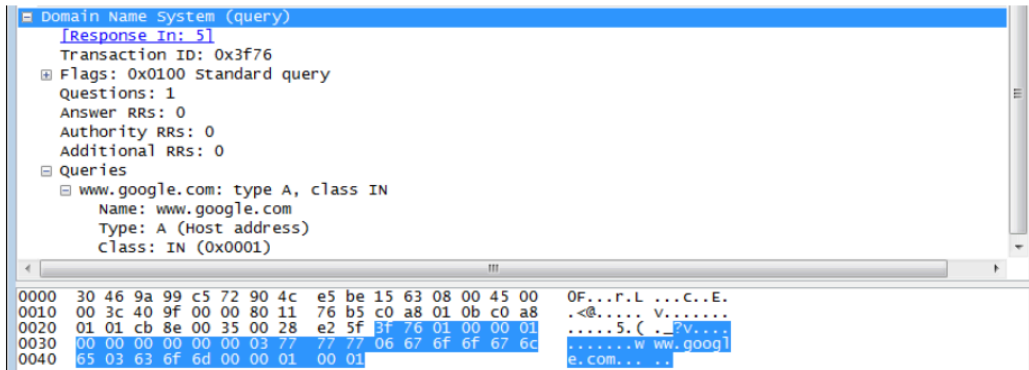 Domain Name System (query)
[Response In: 5]
Transaction ID: 0x3f76
Flags: 0x0100 Standard query
Questions: 1
Answer RRs: 0
Authority RRs: 0
Additional RRs: 0
Queries
www.google.com: type A, class IN
Name: www.google.com
Type: A (Host address)
Class: IN (0x0001)
0000 30 46 9a 99 c5 72 90 4c e5 be 15 63 08 00 45 00 0F...r.L ...c..E.
0010 00 3c 40 9f 00 00 80 11 76 b5 c0 a8 01 0b c0 a8 .<@..... v.......
0020 01 01 cb 8e 00 35 00 28 e2 5f 3f 76 01 00 00 01 .....5.( ._?v....
0030 00 00 00 00 00 00 03 77 77 77 06 67 6f 6f 67 6c .......w ww.googl
0040 65 03 63 6f 6d 00 00 01 00 01 e.com... ..